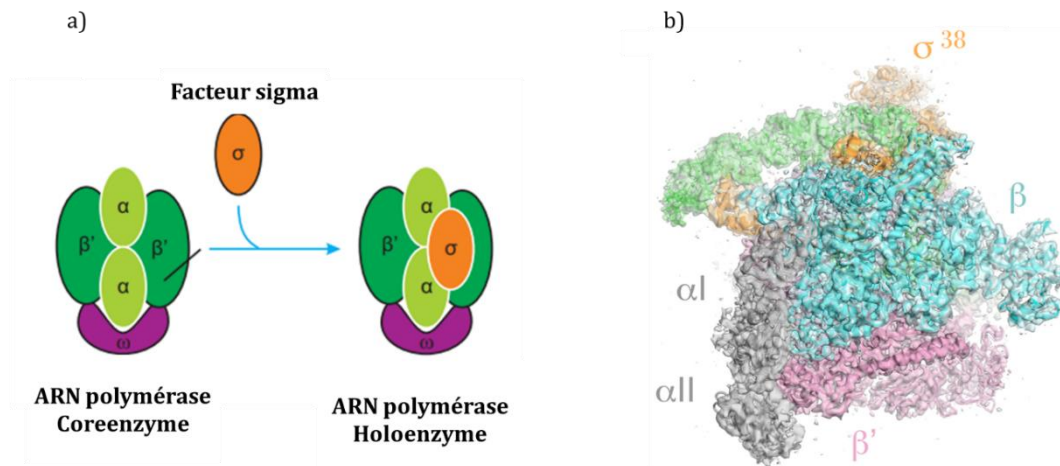 a)
Facteur sigma
σ
α
β'
β'
α
ω
ARN polymérase
Coreenzyme
α
β'
σ
α
ω
ARN polymérase
Holoenzyme
b)
σ 38
β
αI
αII
β'